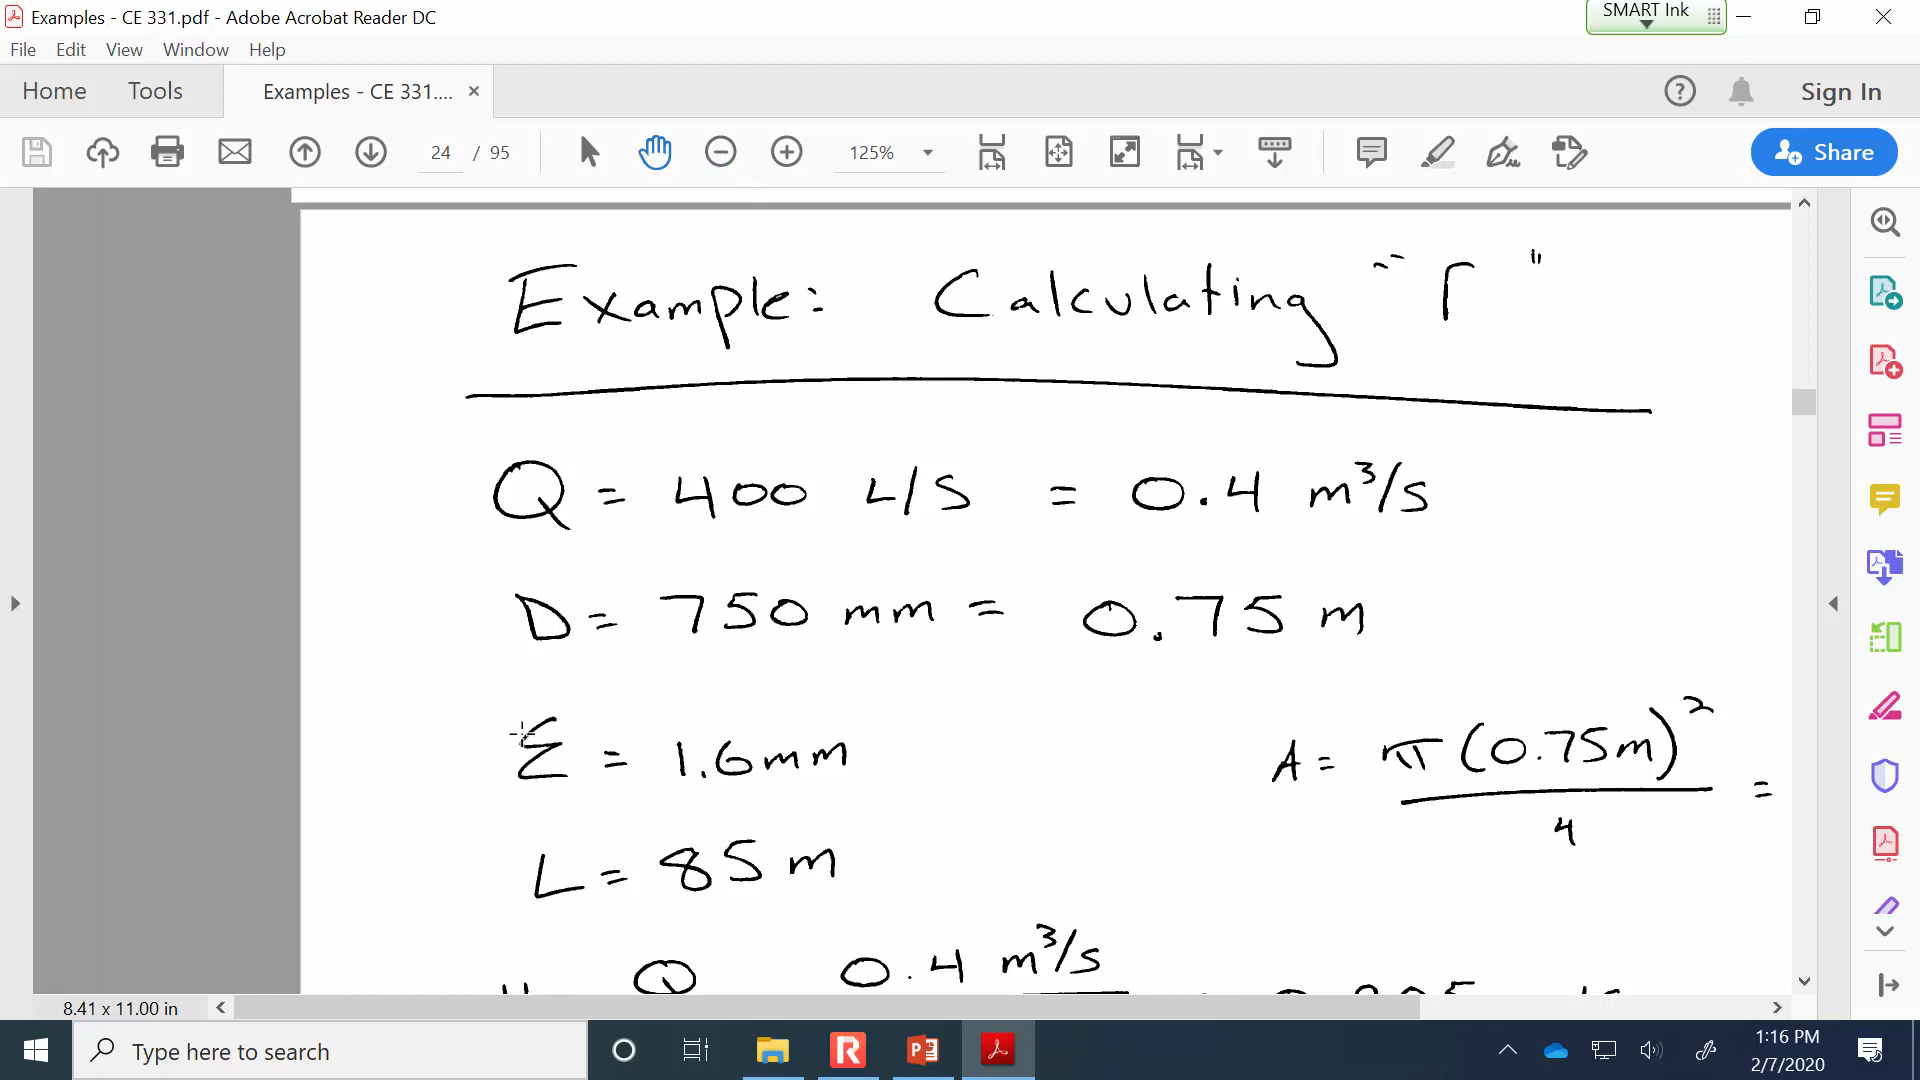 Examples - CE 331.pdf - Adobe Acrobat Reader DC
SMART Ink
File Edit View Window Help
Home Tools Examples - CE 331.... × Sign In
24 / 95 125% Share
Example: Calculating " Γ "
Q = 400 L/S = 0.4 m³/s
D = 750 mm = 0.75 m
Ɛ = 1.6mm
A = π(0.75m)² =
4
L = 85 m
Q 0.4 m³/s
8.41 x 11.00 in
Type here to search
1:16 PM
2/7/2020